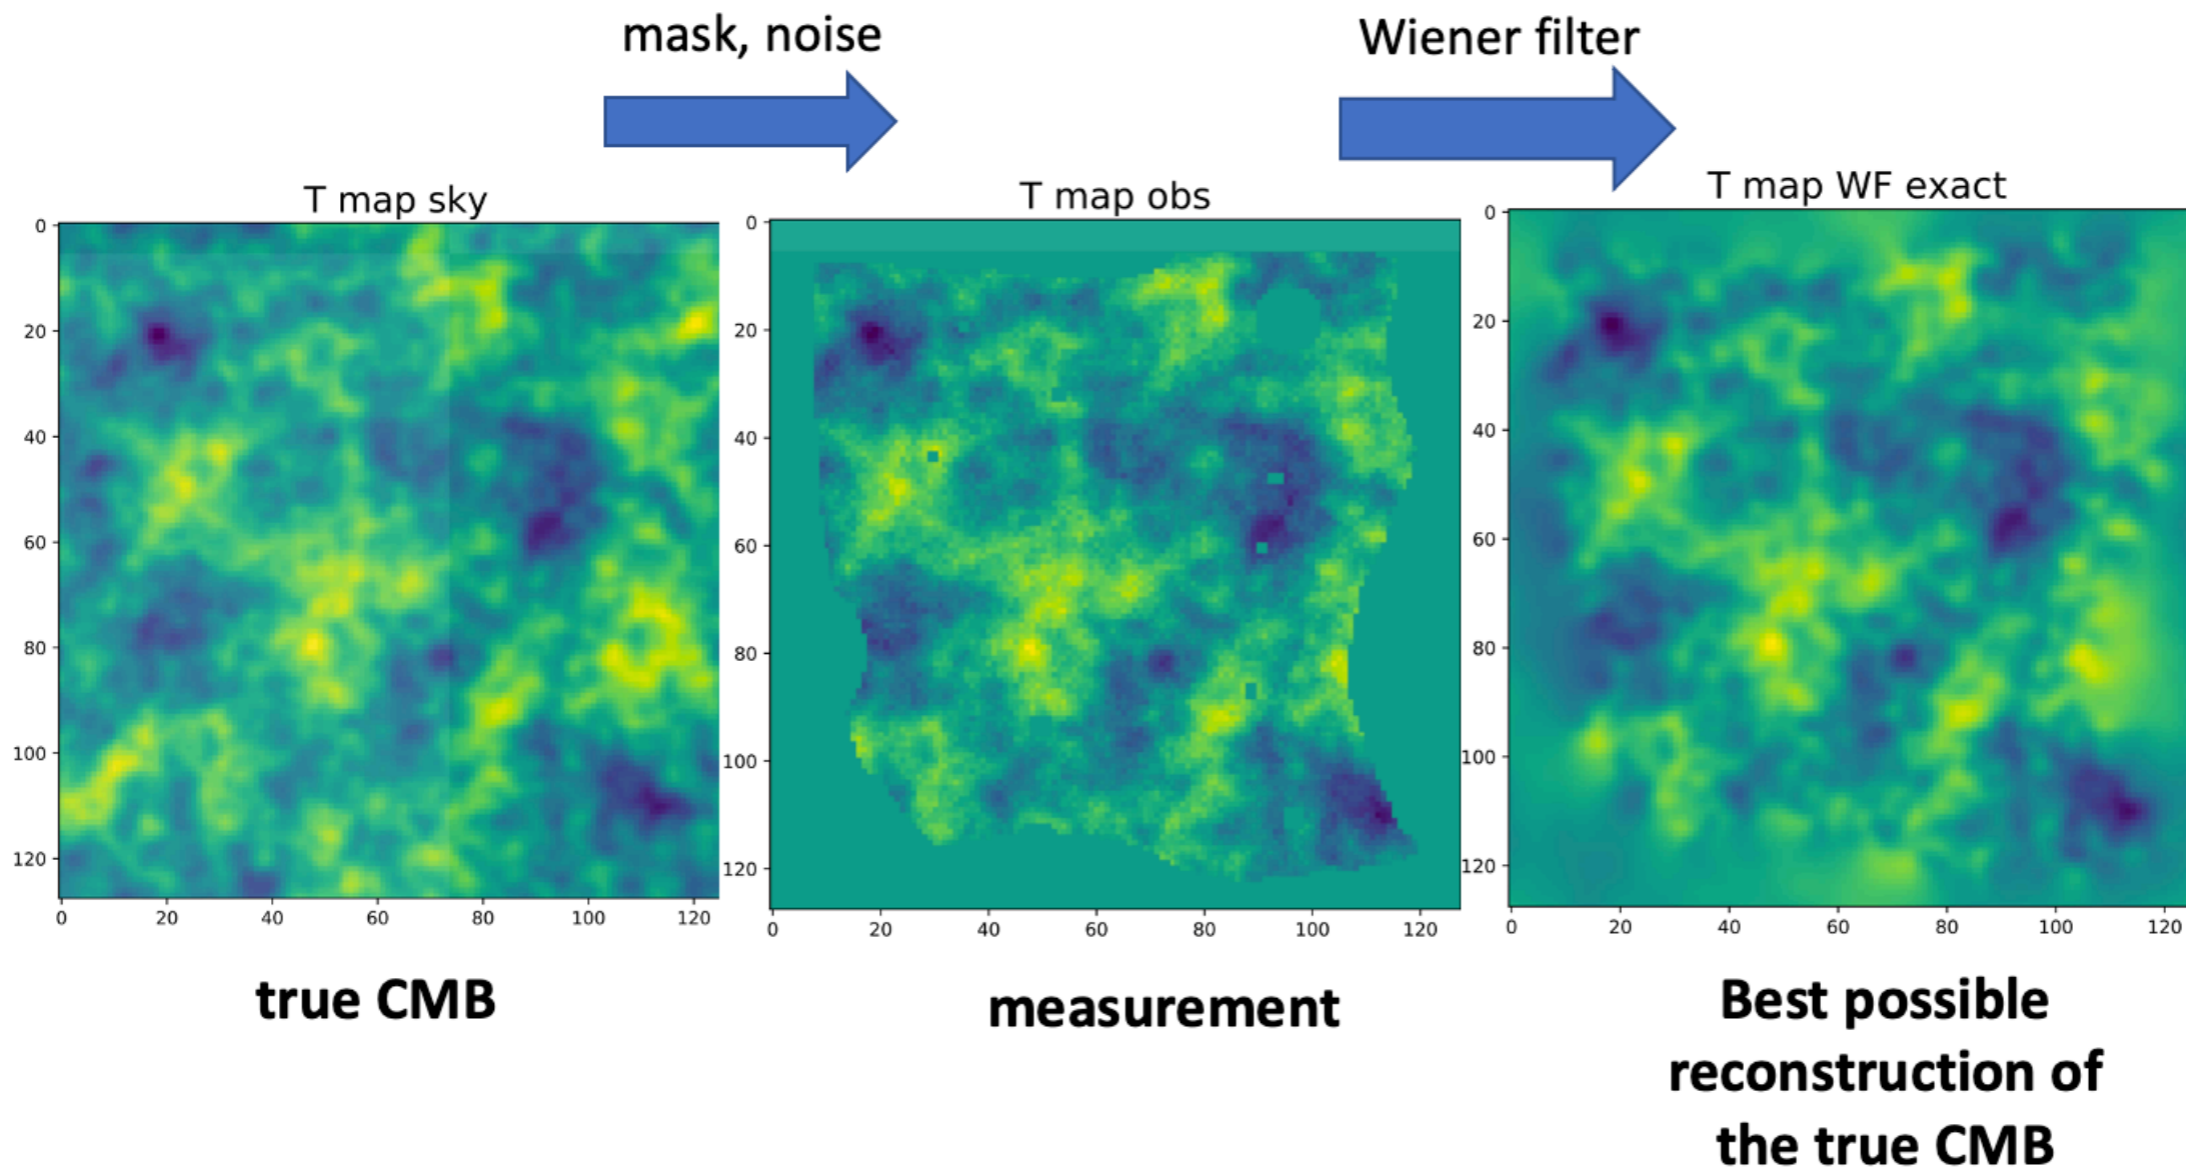 mask, noise
Wiener filter
T map sky
T map obs
T map WF exact
0
20
40
60
80
100
120
0 20 40 60 80 100 120
0
20
40
60
80
100
120
0 20 40 60 80 100 120
0
20
40
60
80
100
120
0 20 40 60 80 100 120
true CMB
measurement
Best possible
reconstruction of
the true CMB